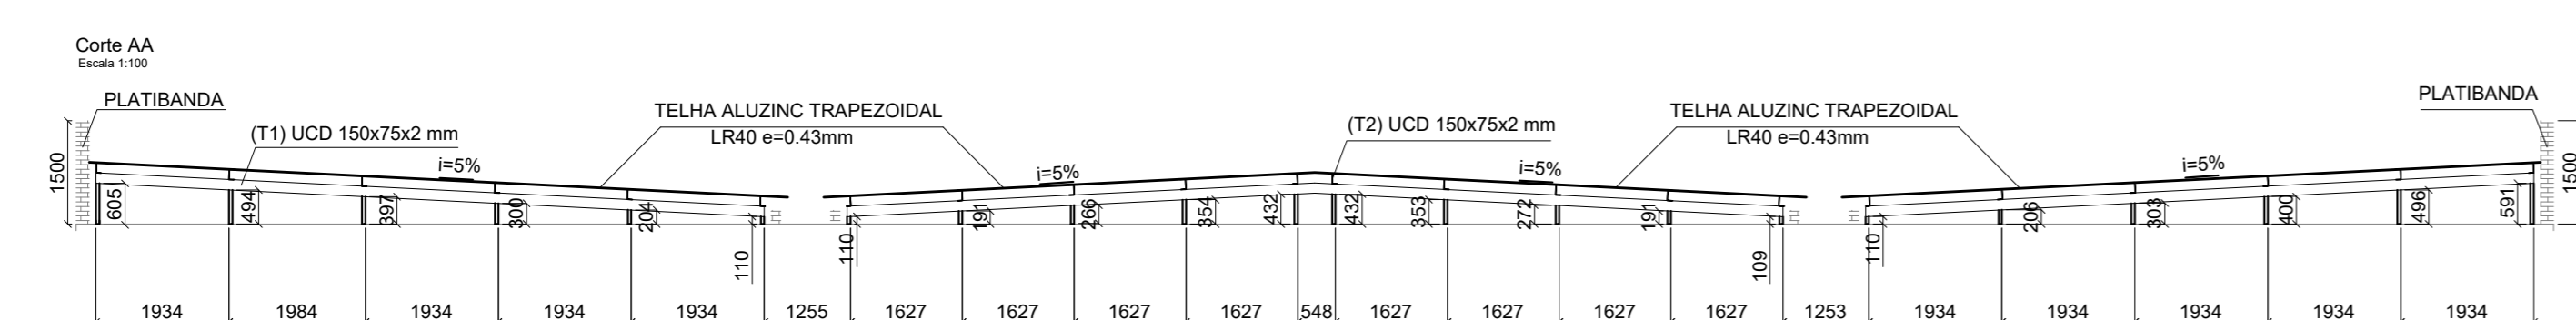 Corte AA
Escala 1:100
PLATIBANDA
(T1) UCD 150x75x2 mm
TELHA ALUZINC TRAPEZOIDAL
LR40 e=0.43mm
(T2) UCD 150x75x2 mm
TELHA ALUZINC TRAPEZOIDAL
LR40 e=0.43mm
PLATIBANDA
i=5%
i=5%
i=5%
i=5%
1500
605
494
397
300
204
110
110
191
266
354
432
432
353
272
191
109
110
206
303
400
496
591
1500
1934 1984 1934 1934 1934 1255 1627 1627 1627 1627 548 1627 1627 1627 1627 1253 1934 1934 1934 1934 1934